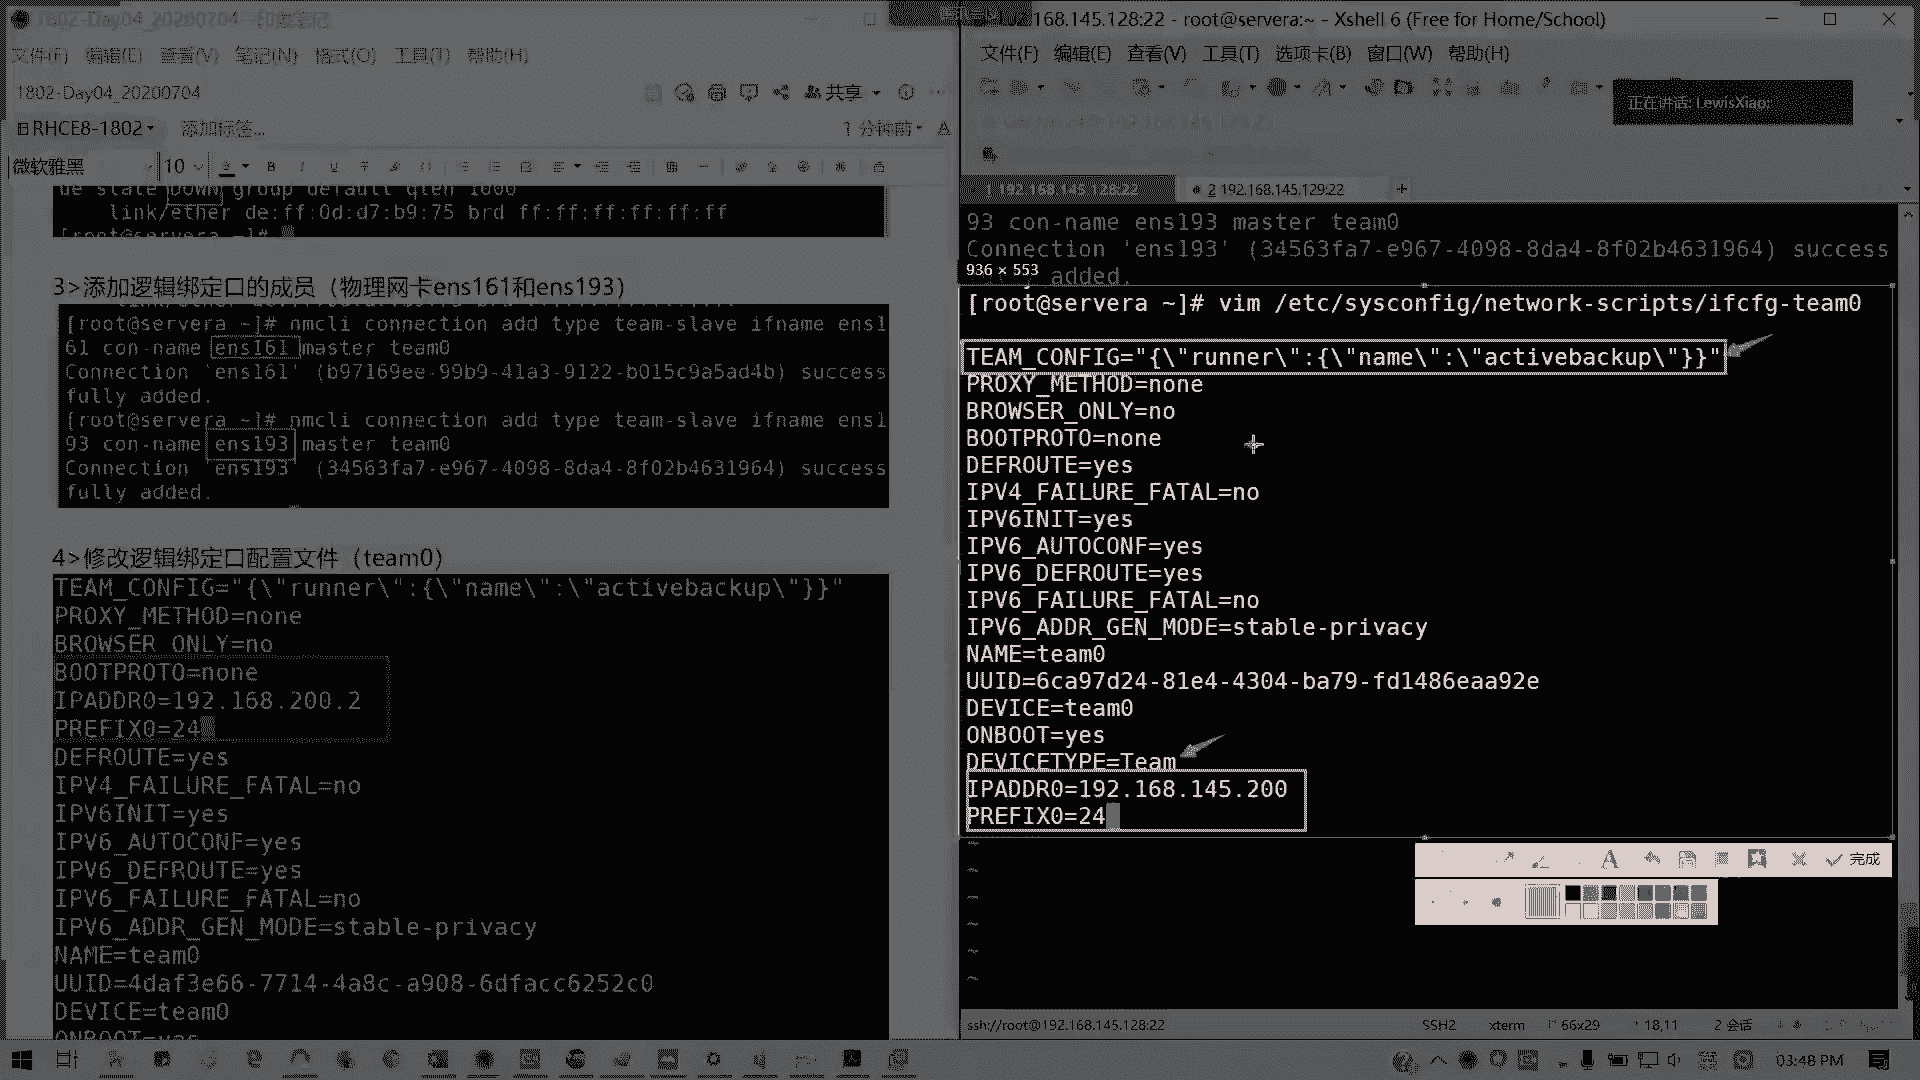 1802-Day04_20200704 - 印象笔记
文件(F) 编辑(E) 查看(V) 笔记(N) 格式(O) 工具(T) 帮助(H)
1802-Day04_20200704
共享
RHCE8-1802 添加标签...
1 分钟前
微软雅黑 10
ue state DOWN group default qlen 1000
link/ether de:ff:0d:d7:b9:75 brd ff:ff:ff:ff:ff:ff
[root@servera ~]#
3>添加逻辑绑定口的成员（物理网卡ens161和ens193）
[root@servera ~]# nmcli connection add type team-slave ifname ens1
61 con-name ens161 master team0
Connection 'ens161' (b97169ee-99b9-41a3-9122-b015c9a5ad4b) success
fully added.
[root@servera ~]# nmcli connection add type team-slave ifname ens1
93 con-name ens193 master team0
Connection 'ens193' (34563fa7-e967-4098-8da4-8f02b4631964) success
fully added.
4>修改逻辑绑定口配置文件（team0）
TEAM_CONFIG="{\"runner\":{\"name\":\"activebackup\"}}"
PROXY_METHOD=none
BROWSER_ONLY=no
BOOTPROTO=none
IPADDR0=192.168.200.2
PREFIX0=24
DEFROUTE=yes
IPV4_FAILURE_FATAL=no
IPV6INIT=yes
IPV6_AUTOCONF=yes
IPV6_DEFROUTE=yes
IPV6_FAILURE_FATAL=no
IPV6_ADDR_GEN_MODE=stable-privacy
NAME=team0
UUID=4daf3e66-7714-4a8c-a908-6dfacc6252c0
DEVICE=team0
ONBOOT=yes
192.168.145.128:22 - root@servera:~ - Xshell 6 (Free for Home/School)
文件(F) 编辑(E) 查看(V) 工具(T) 选项卡(B) 窗口(W) 帮助(H)
正在讲话: LewisXiao;
1 192.168.145.128:22
2 192.168.145.129:22
93 con-name ens193 master team0
Connection 'ens193' (34563fa7-e967-4098-8da4-8f02b4631964) success
added.
936 × 553
[root@servera ~]# vim /etc/sysconfig/network-scripts/ifcfg-team0
TEAM_CONFIG="{\"runner\":{\"name\":\"activebackup\"}}"
PROXY_METHOD=none
BROWSER_ONLY=no
BOOTPROTO=none
DEFROUTE=yes
IPV4_FAILURE_FATAL=no
IPV6INIT=yes
IPV6_AUTOCONF=yes
IPV6_DEFROUTE=yes
IPV6_FAILURE_FATAL=no
IPV6_ADDR_GEN_MODE=stable-privacy
NAME=team0
UUID=6ca97d24-81e4-4304-ba79-fd1486eaa92e
DEVICE=team0
ONBOOT=yes
DEVICETYPE=Team
IPADDR0=192.168.145.200
PREFIX0=24
~
~
~
~
~
~
完成
ssh://root@192.168.145.128:22 SSH2 xterm 66x29 18,11 2 会话
03:48 PM